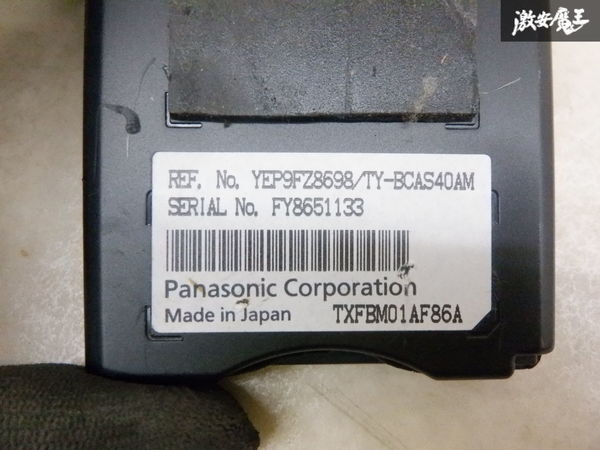 激安魔王
REF. No. YEP9FZ8698/TY-BCAS40AM
SERIAL No. FY8651133
Panasonic Corporation
Made in Japan TXFBM01AF86A